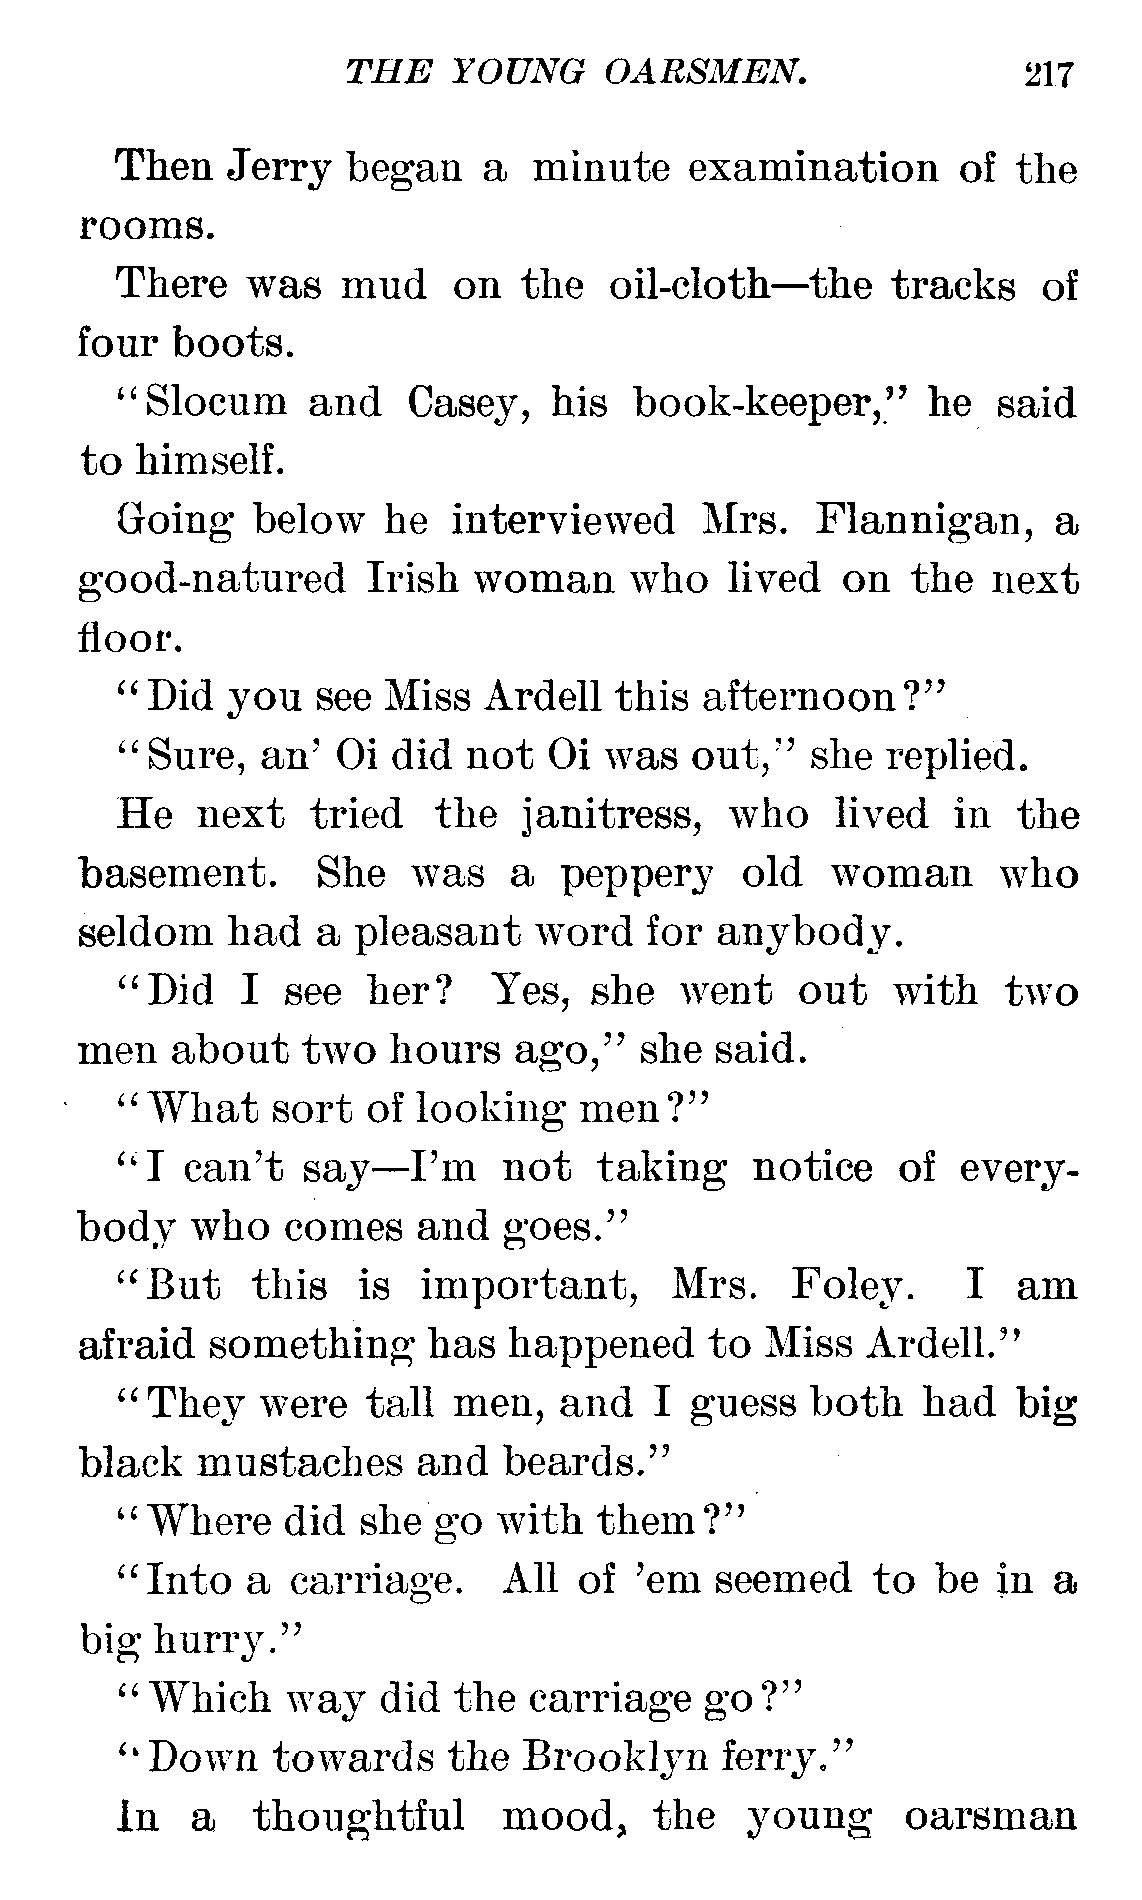 THE YOUNG OARSMEN. 217
Then Jerry began a minute examination of the
rooms.
There was mud on the oil-cloth—the tracks of
four boots.
“Slocum and Casey, his book-keeper,” he said
to himself.
Going below he interviewed Mrs. Flannigan, a
good-natured Irish woman who lived on the next
floor.
“Did you see Miss Ardell this afternoon?”
“Sure, an’ Oi did not Oi was out,” she replied.
He next tried the janitress, who lived in the
basement. She was a peppery old woman who
seldom had a pleasant word for anybody.
“Did I see her? Yes, she went out with two
men about two hours ago,” she said.
“What sort of looking men?”
“I can’t say—I’m not taking notice of every-
body who comes and goes.”
“But this is important, Mrs. Foley. I am
afraid something has happened to Miss Ardell.”
“They were tall men, and I guess both had big
black mustaches and beards.”
“Where did she go with them?”
“Into a carriage. All of ’em seemed to be in a
big hurry.”
“Which way did the carriage go?”
“Down towards the Brooklyn ferry.”
In a thoughtful mood, the young oarsman